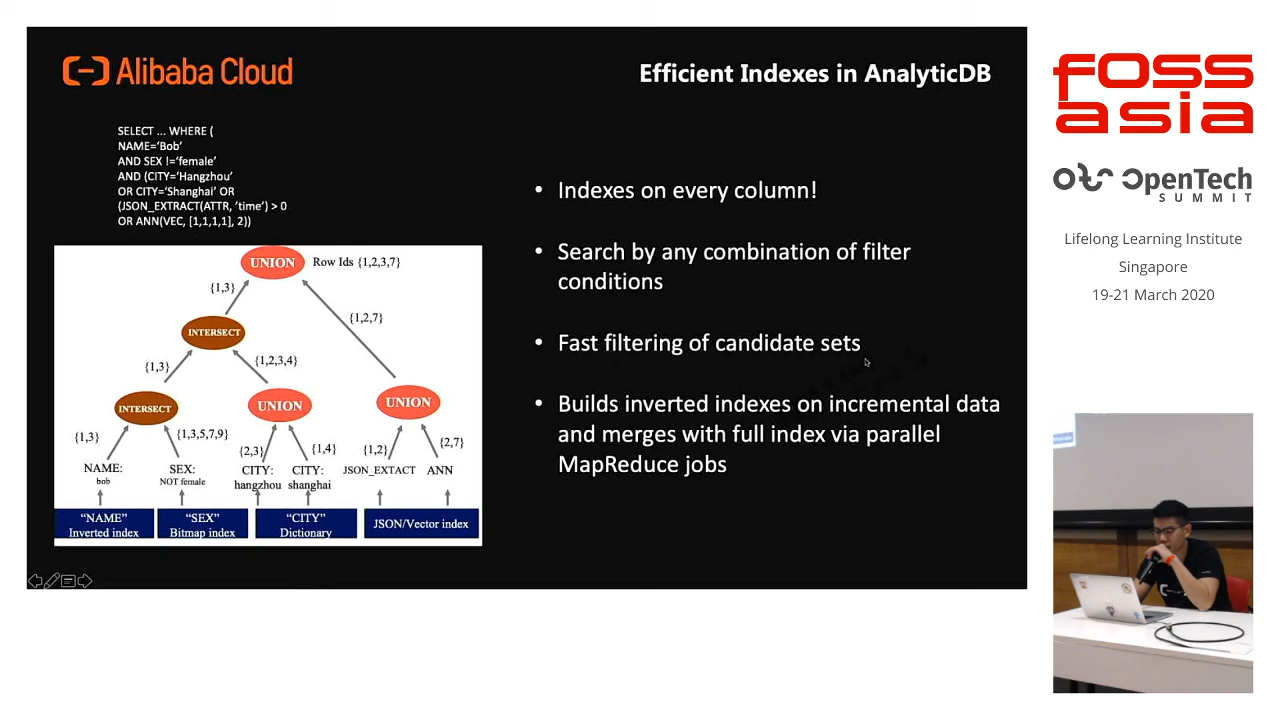 Alibaba Cloud
Efficient Indexes in AnalyticDB
SELECT ... WHERE (
NAME='Bob'
AND SEX !='female'
AND (CITY='Hangzhou'
OR CITY='Shanghai' OR
(JSON_EXTRACT(ATTR, 'time') > 0
OR ANN(VEC, [1,1,1,1], 2))
UNION
Row Ids {1,2,3,7}
{1,3}
{1,2,7}
INTERSECT
{1,3}
{1,2,3,4}
INTERSECT
UNION
UNION
{1,3}
{1,3,5,7,9}
{2,3}
{1,4}
{1,2}
{2,7}
NAME:
bob
SEX:
NOT female
CITY:
hangzhou
CITY:
shanghai
JSON_EXTACT
ANN
"NAME"
Inverted index
"SEX"
Bitmap index
"CITY"
Dictionary
JSON/Vector index
• Indexes on every column!
• Search by any combination of filter
conditions
• Fast filtering of candidate sets
• Builds inverted indexes on incremental data
and merges with full index via parallel
MapReduce jobs
FOSS
asia
OpenTech
SUMMIT
Lifelong Learning Institute
Singapore
19-21 March 2020